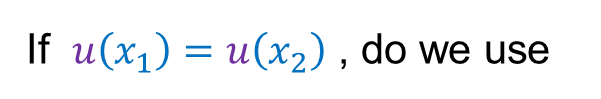 If u(x₁) = u(x₂) , do we use